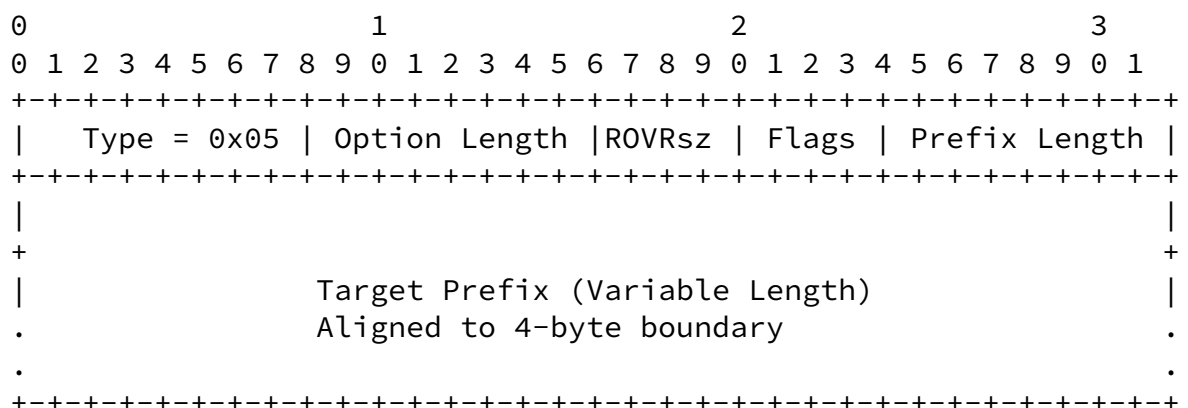 0                   1                   2                   3
0 1 2 3 4 5 6 7 8 9 0 1 2 3 4 5 6 7 8 9 0 1 2 3 4 5 6 7 8 9 0 1
+-+-+-+-+-+-+-+-+-+-+-+-+-+-+-+-+-+-+-+-+-+-+-+-+-+-+-+-+-+-+-+-+
|   Type = 0x05 | Option Length |ROVRsz | Flags | Prefix Length |
+-+-+-+-+-+-+-+-+-+-+-+-+-+-+-+-+-+-+-+-+-+-+-+-+-+-+-+-+-+-+-+-+
|                                                               |
+                                                               +
|                Target Prefix (Variable Length)                |
.                Aligned to 4-byte boundary                     .
.                                                               .
+-+-+-+-+-+-+-+-+-+-+-+-+-+-+-+-+-+-+-+-+-+-+-+-+-+-+-+-+-+-+-+-+